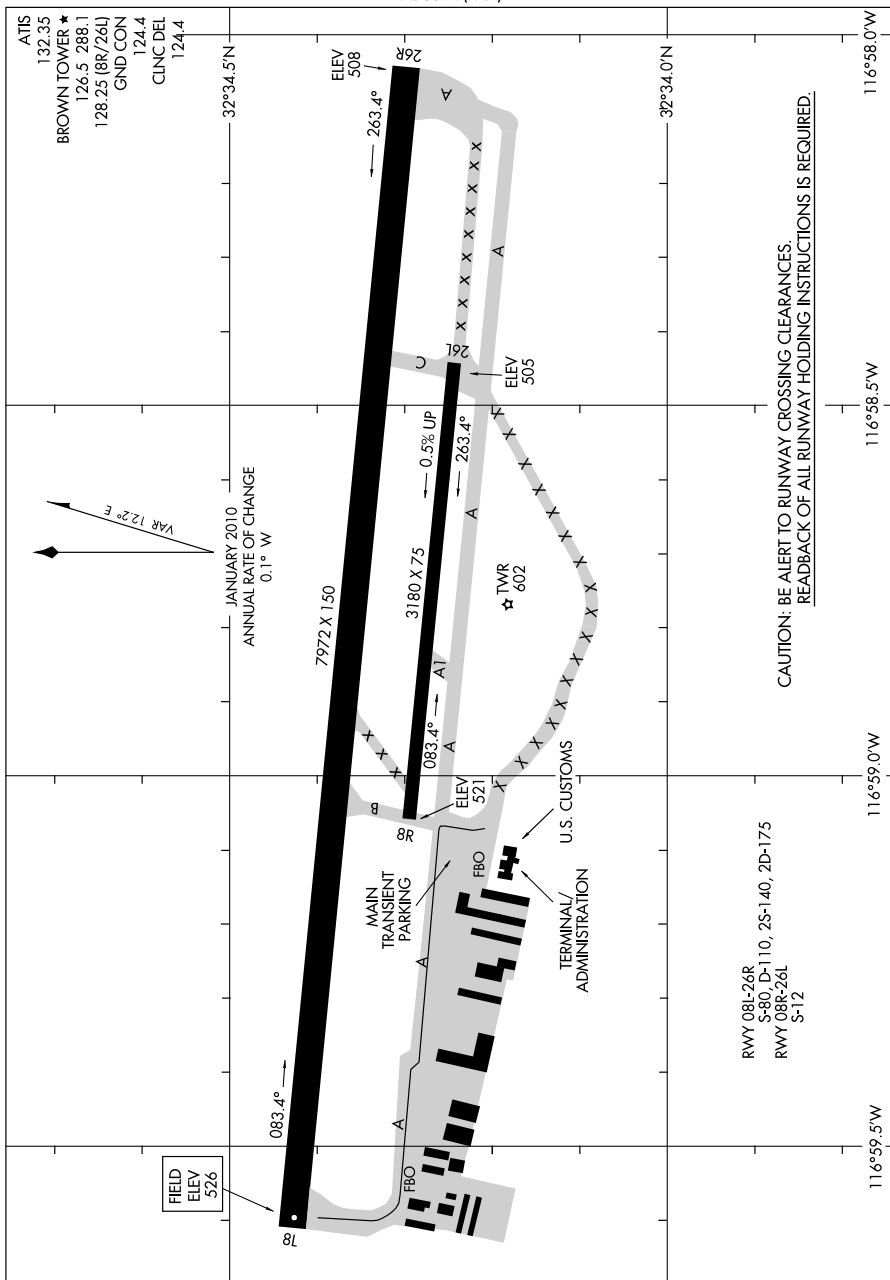 ATIS
132.35
BROWN TOWER ★
126.5 288.1
128.25 (8R/26L)
GND CON
124.4
CLNC DEL
124.4
32°34.5'N
32°34.0'N
116°58.0'W
116°58.5'W
116°59.0'W
116°59.5'W
VAR 12.2° E
JANUARY 2010
ANNUAL RATE OF CHANGE
0.1° W
ELEV
508
26R
263.4°
A
7972 X 150
083.4°
8L
FIELD
ELEV
526
26L
ELEV
505
C
0.5% UP
263.4°
3180 X 75
083.4°
8R
ELEV
521
A
A
A1
A
B
A
A
X X X X X X X X X
X X X
X X X X X X X X X X X X X X X X
TWR
602
MAIN
TRANSIENT
PARKING
FBO
U.S. CUSTOMS
TERMINAL/
ADMINISTRATION
FBO
RWY 08L-26R
S-80, D-110, 2S-140, 2D-175
RWY 08R-26L
S-12
CAUTION: BE ALERT TO RUNWAY CROSSING CLEARANCES.
READBACK OF ALL RUNWAY HOLDING INSTRUCTIONS IS REQUIRED.